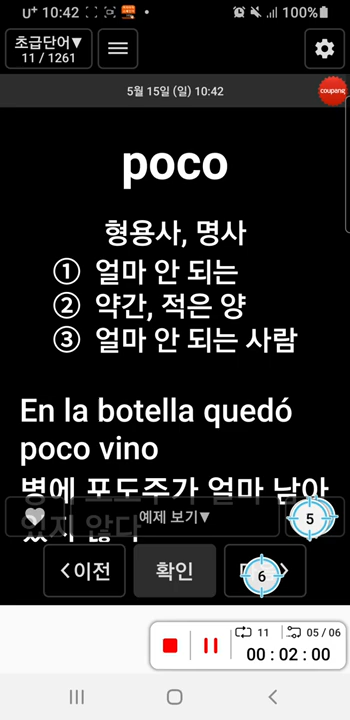 U+ 10:42
100%
초급단어▼
11 / 1261
5월 15일 (일) 10:42
coupang
poco
형용사, 명사
① 얼마 안 되는
② 약간, 적은 양
③ 얼마 안 되는 사람
En la botella quedó
poco vino
병에 포도주가 얼마 남아
있지 않다
예제 보기▼
5
<이전
확인
6
>
11
05 / 06
00 : 02 : 00